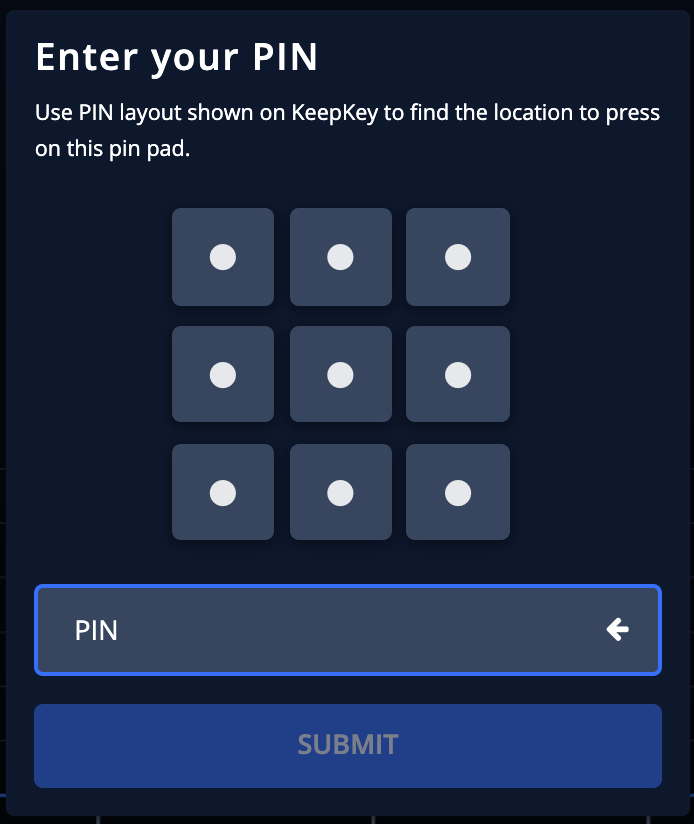 Enter your PIN
Use PIN layout shown on KeepKey to find the location to press
on this pin pad.
PIN
SUBMIT